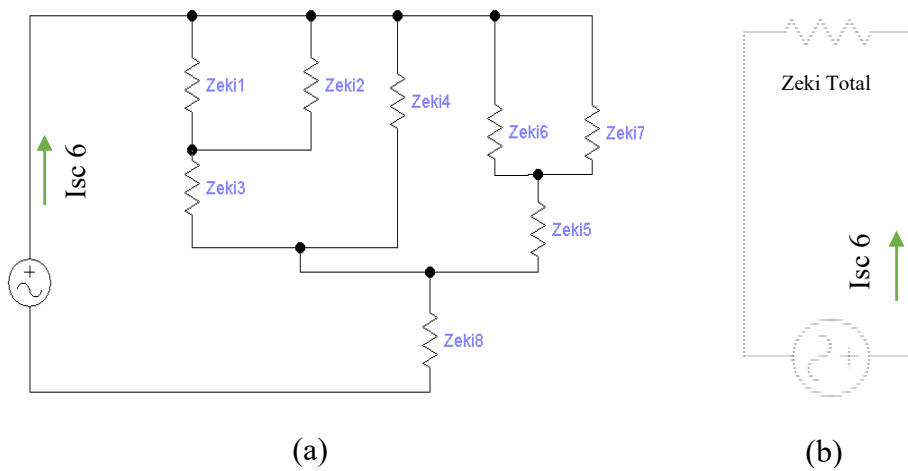 Zeki1
Zeki2
Zeki4
Zeki6
Zeki7
Zeki3
Zeki5
Zeki8
Isc 6
(a)
Zeki Total
Isc 6
(b)